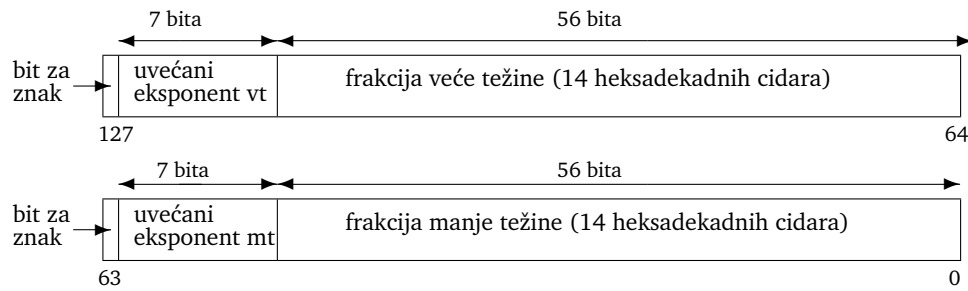 7 bita
56 bita
bit za
znak
uvećani
eksponent vt
frakcija veće težine (14 heksadekadnih cidara)
127
64
7 bita
56 bita
bit za
znak
uvećani
eksponent mt
frakcija manje težine (14 heksadekadnih cidara)
63
0